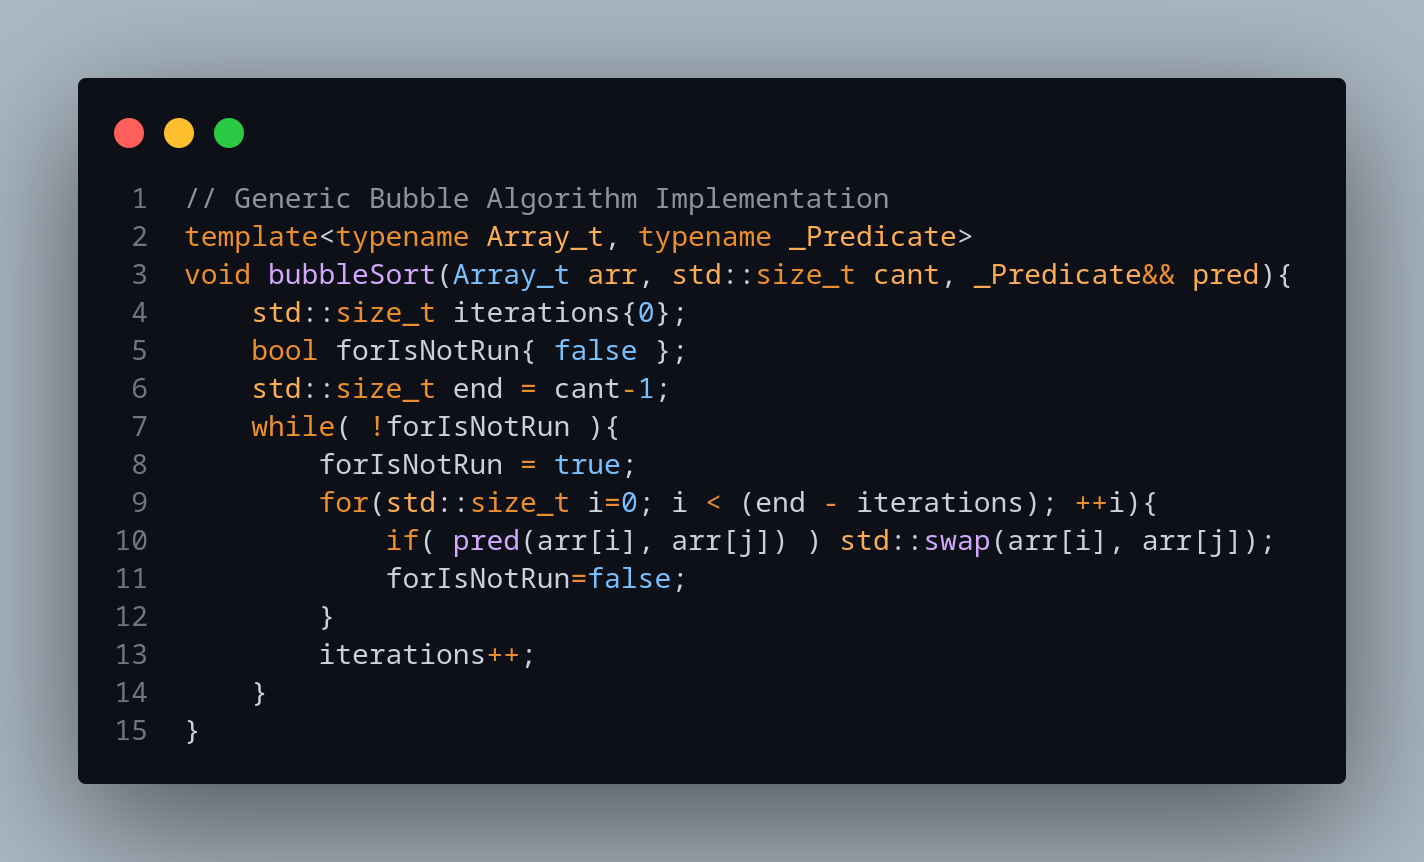 1 // Generic Bubble Algorithm Implementation
2 template<typename Array_t, typename _Predicate>
3 void bubbleSort(Array_t arr, std::size_t cant, _Predicate&& pred){
4     std::size_t iterations{0};
5     bool forIsNotRun{ false };
6     std::size_t end = cant-1;
7     while( !forIsNotRun ){
8         forIsNotRun = true;
9         for(std::size_t i=0; i < (end - iterations); ++i){
10             if( pred(arr[i], arr[j]) ) std::swap(arr[i], arr[j]);
11             forIsNotRun=false;
12         }
13         iterations++;
14     }
15 }